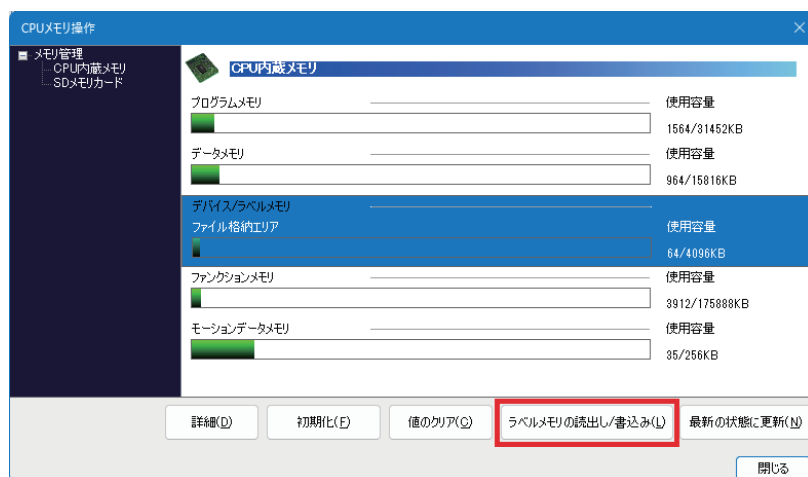 CPUメモリ操作
メモリ管理
CPU内蔵メモリ
SDメモリカード
CPU内蔵メモリ
プログラムメモリ 使用容量
1564/31452KB
データメモリ 使用容量
964/15816KB
デバイス/ラベルメモリ
ファイル格納エリア 使用容量
64/4096KB
ファンクションメモリ 使用容量
3912/175888KB
モーションデータメモリ 使用容量
35/256KB
詳細(D) 初期化(F) 値のクリア(C) ラベルメモリの読出し/書込み(L) 最新の状態に更新(N)
閉じる